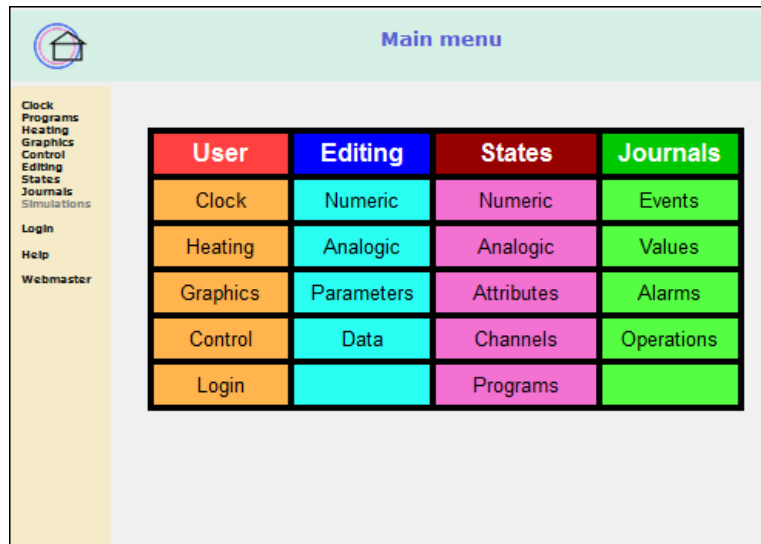 Main menu
Clock
Programs
Heating
Graphics
Control
Editing
States
Journals
Simulations
Login
Help
Webmaster
User Editing States Journals
Clock Numeric Numeric Events
Heating Analogic Analogic Values
Graphics Parameters Attributes Alarms
Control Data Channels Operations
Login Programs